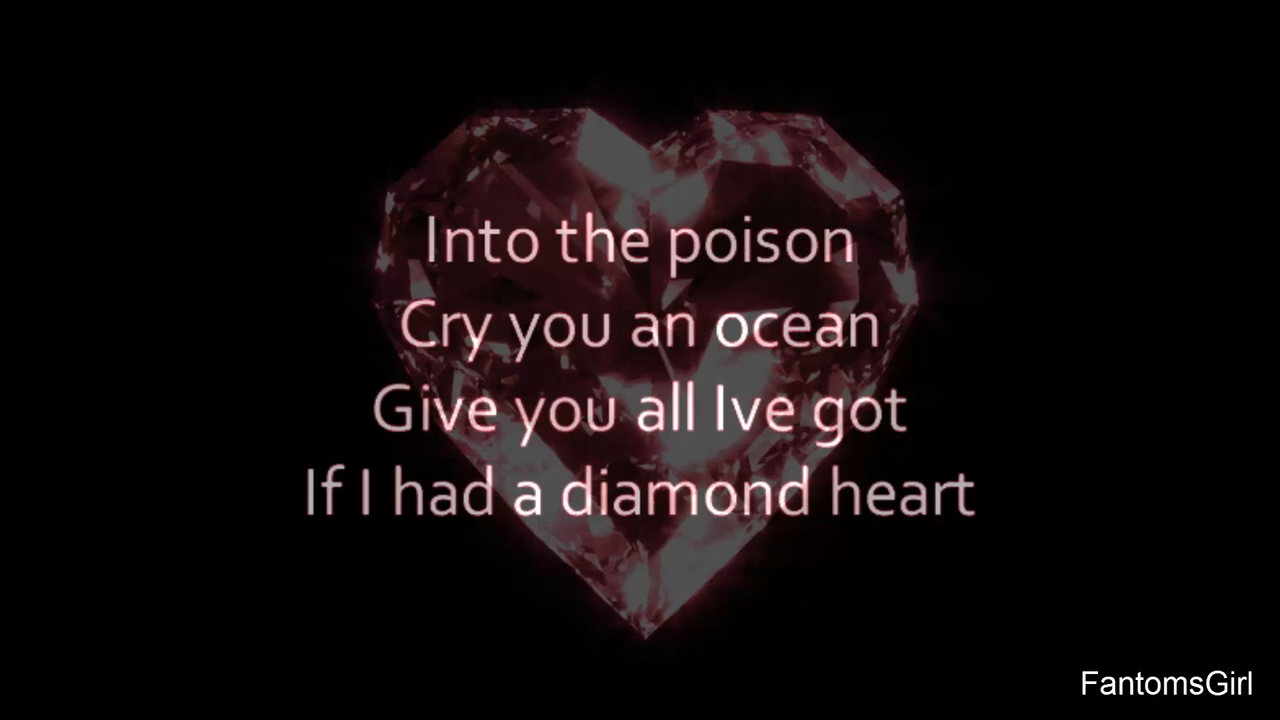 Into the poison
Cry you an ocean
Give you all Ive got
If I had a diamond heart
FantomsGirl